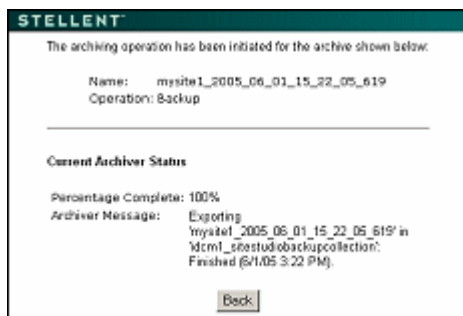 STELLENT™
The archiving operation has been initiated for the archive shown below:
Name: mysite1_2005_06_01_15_22_05_619
Operation: Backup
Current Archiver Status
Percentage Complete: 100%
Archiver Message: Exporting
'mysite1_2005_06_01_15_22_05_619' in
'idcm1_sitestudiobackupcollection':
Finished (6/1/05 3:22 PM).
Back